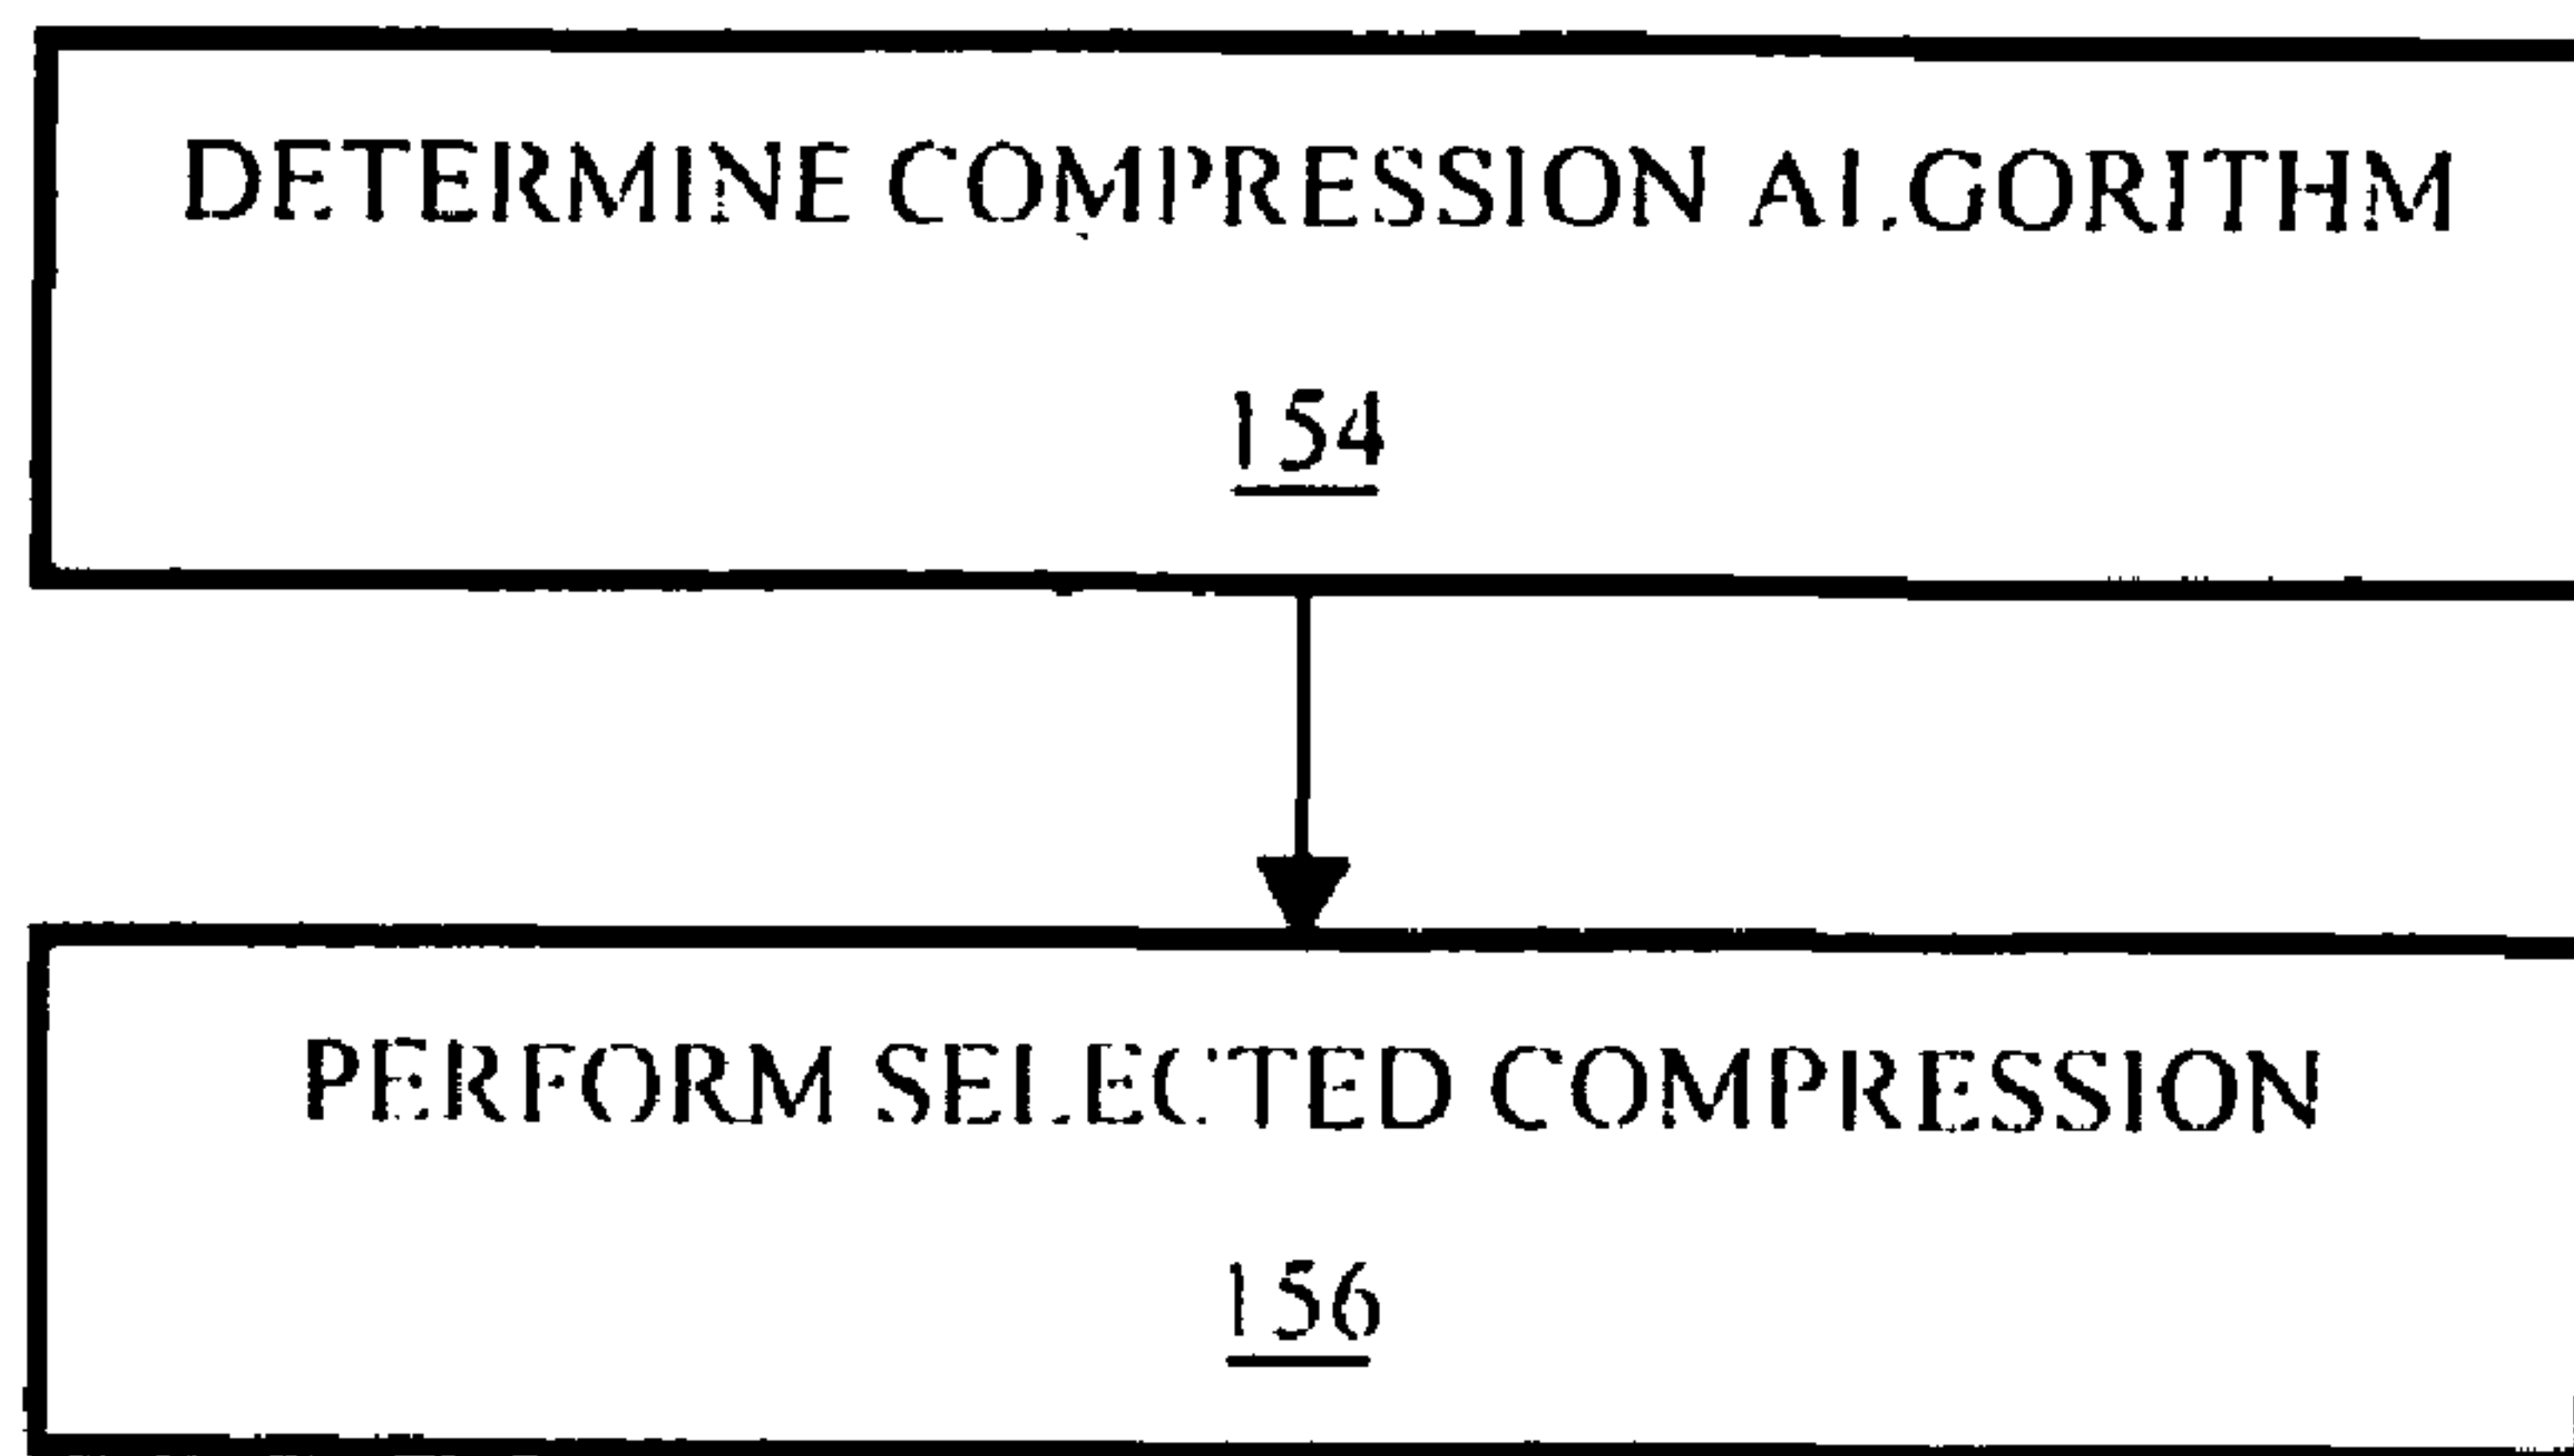 DETERMINE COMPRESSION ALGORITHM
154
PERFORM SELECTED COMPRESSION
156